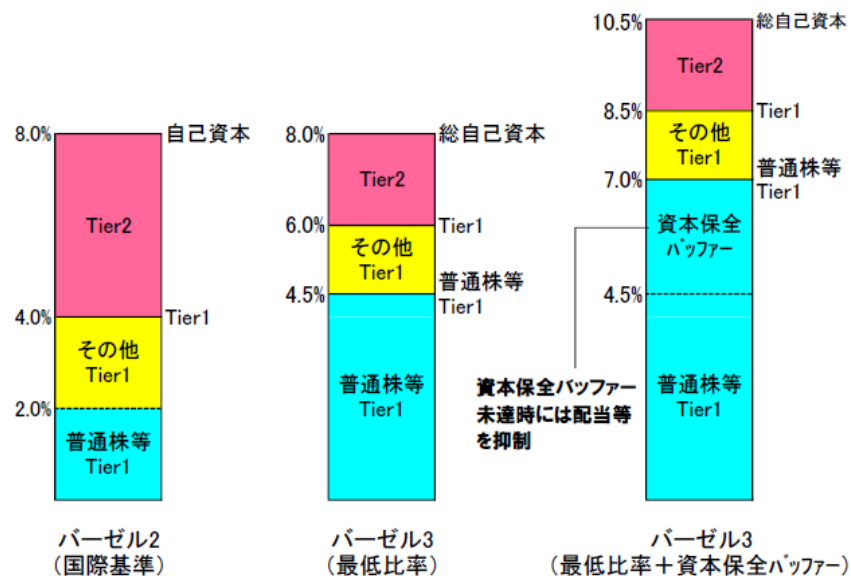 8.0%
自己資本
Tier2
4.0%
Tier1
その他
Tier1
2.0%
普通株等
Tier1
バーゼル2
(国際基準)
8.0%
総自己資本
Tier2
6.0%
Tier1
その他
Tier1
4.5%
普通株等
Tier1
普通株等
Tier1
バーゼル3
(最低比率)
10.5%
総自己資本
Tier2
8.5%
Tier1
その他
Tier1
7.0%
普通株等
Tier1
資本保全
バッファー
4.5%
普通株等
Tier1
資本保全バッファー
未達時には配当等
を抑制
バーゼル3
(最低比率+資本保全バッファー)